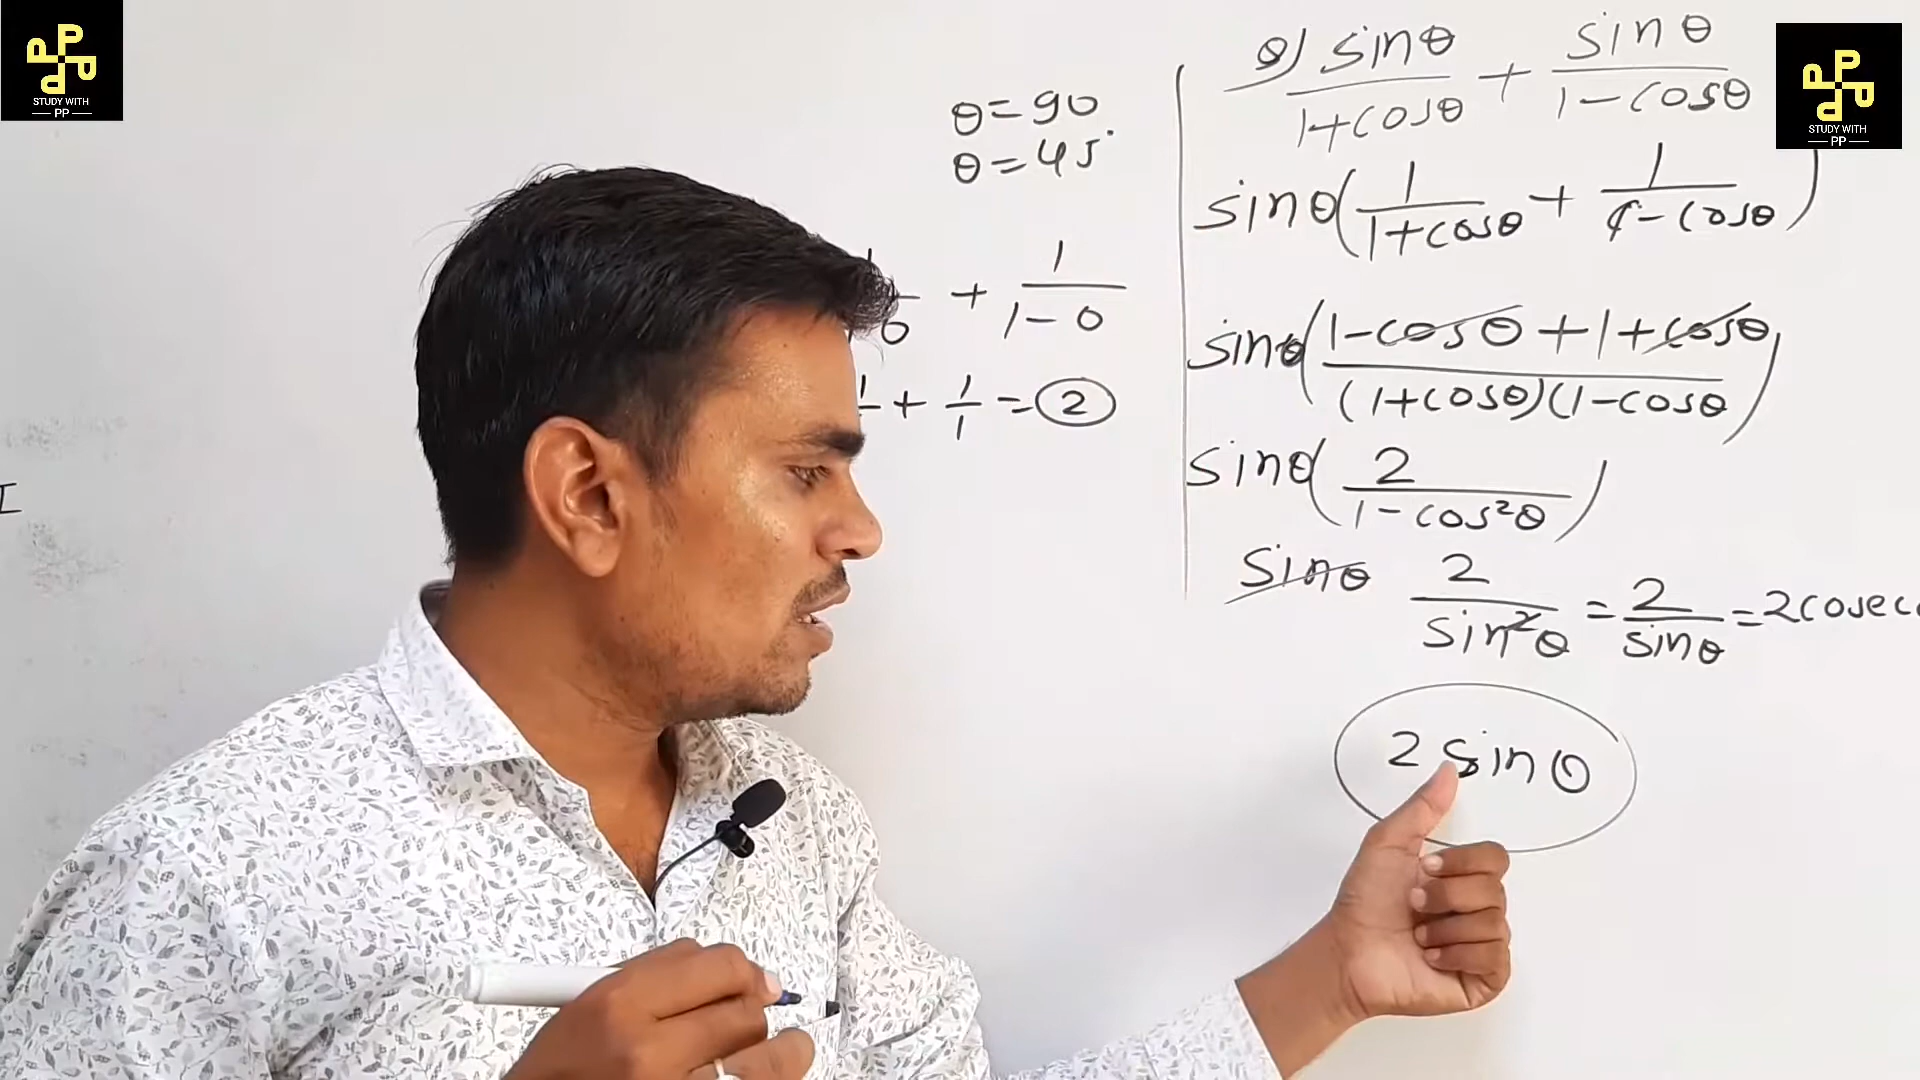 STUDY WITH
PP
STUDY WITH
PP
θ = 90
θ = 45°
+ 1/(1-0)
+ 1/1 = 2
Q) sinθ/(1+cosθ) + sinθ/(1-cosθ)
sinθ(1/(1+cosθ) + 1/(1-cosθ))
sinθ((1-cosθ+1+cosθ)/((1+cosθ)(1-cosθ))
sinθ(2/(1-cos²θ))
sinθ 2/sin²θ = 2/sinθ = 2cosec
2 sinθ